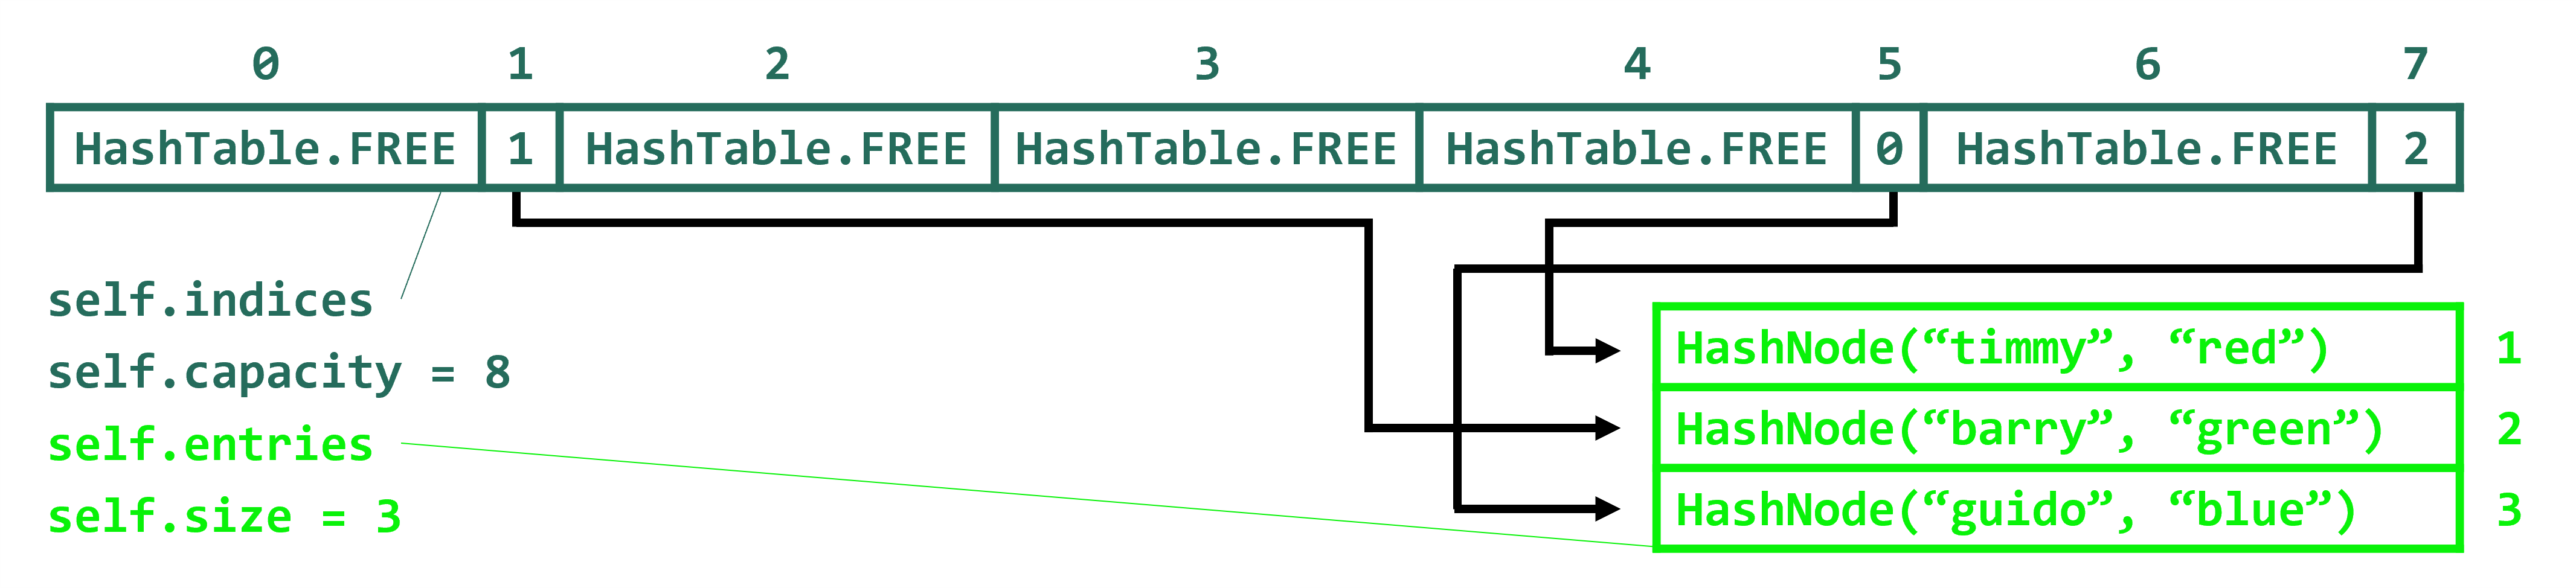 0 1 2 3 4 5 6 7
HashTable.FREE 1 HashTable.FREE HashTable.FREE HashTable.FREE 0 HashTable.FREE 2
self.indices
self.capacity = 8
self.entries
self.size = 3
HashNode(“timmy”, “red”) 1
HashNode(“barry”, “green”) 2
HashNode(“guido”, “blue”) 3